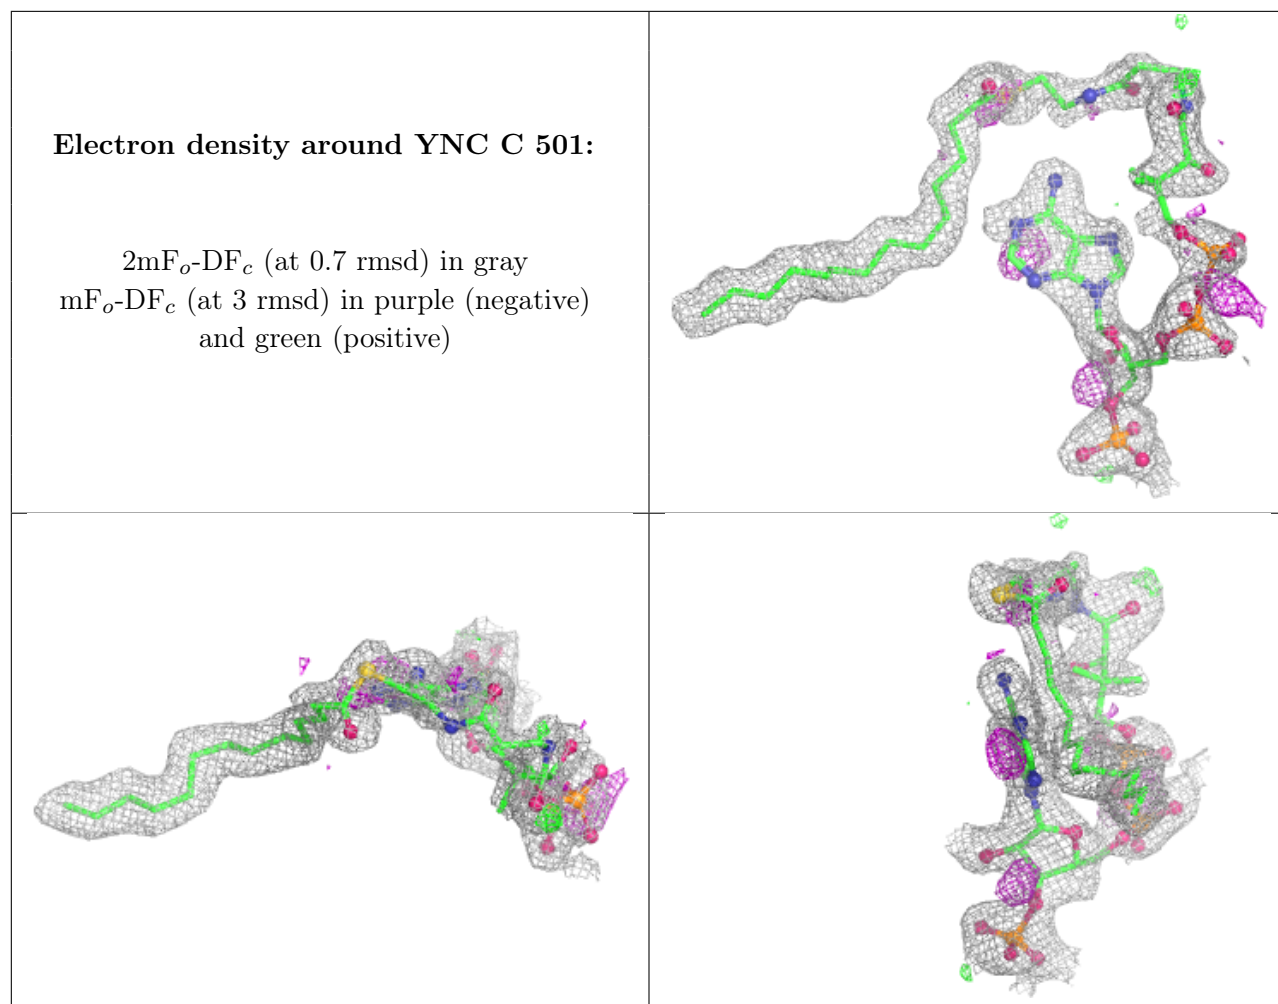 Electron density around YNC C 501:
2mFo-DFc (at 0.7 rmsd) in gray
mFo-DFc (at 3 rmsd) in purple (negative)
and green (positive)